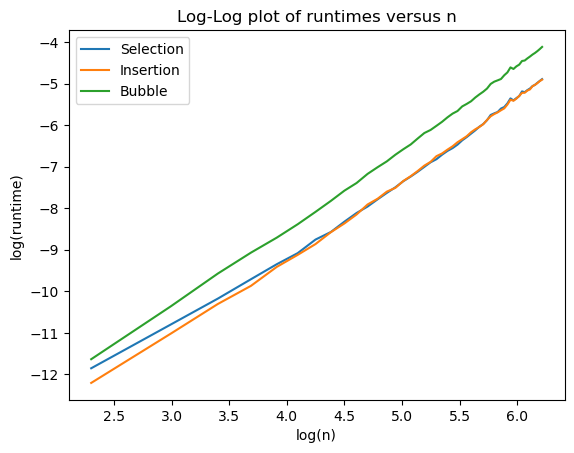 Log-Log plot of runtimes versus n
Selection
Insertion
Bubble
log(runtime)
−4
−5
−6
−7
−8
−9
−10
−11
−12
2.5 3.0 3.5 4.0 4.5 5.0 5.5 6.0
log(n)